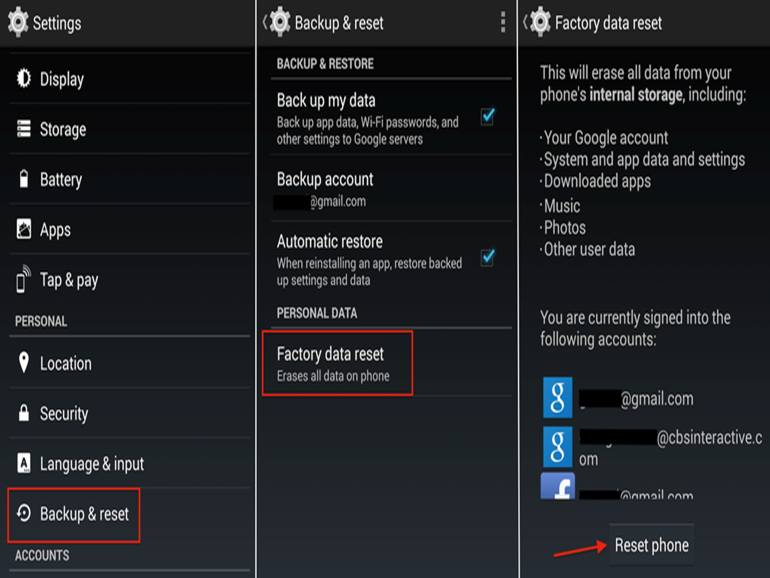 Settings
Display
Storage
Battery
Apps
Tap & pay
PERSONAL
Location
Security
Language & input
Backup & reset
ACCOUNTS
Backup & reset
BACKUP & RESTORE
Back up my data
Back up app data, Wi-Fi passwords, and
other settings to Google servers
Backup account
@gmail.com
Automatic restore
When reinstalling an app, restore backed
up settings and data
PERSONAL DATA
Factory data reset
Erases all data on phone
Factory data reset
This will erase all data from your
phone's internal storage, including:
·Your Google account
·System and app data and settings
·Downloaded apps
·Music
·Photos
·Other user data
You are currently signed into the
following accounts:
g @gmail.com
g @cbsinteractive.c
om
f @gmail.com
Reset phone